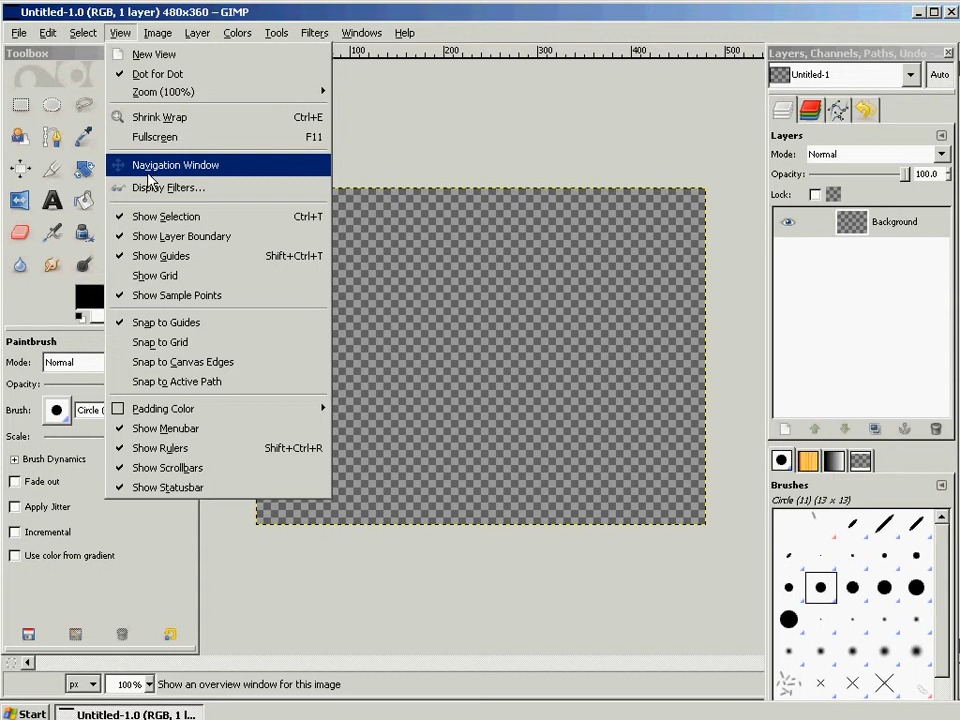 Untitled-1.0 (RGB, 1 layer) 480x360 – GIMP
File Edit Select View Image Layer Colors Tools Filters Windows Help
Toolbox
New View
Dot for Dot
Zoom (100%)
Shrink Wrap Ctrl+E
Fullscreen F11
Navigation Window
Display Filters...
Show Selection Ctrl+T
Show Layer Boundary
Show Guides Shift+Ctrl+T
Show Grid
Show Sample Points
Snap to Guides
Snap to Grid
Snap to Canvas Edges
Snap to Active Path
Padding Color
Show Menubar
Show Rulers Shift+Ctrl+R
Show Scrollbars
Show Statusbar
100 200 300 400 500
Paintbrush
Mode: Normal
Opacity:
Brush: Circle (
Scale:
Brush Dynamics
Fade out
Apply Jitter
Incremental
Use color from gradient
px 100% Show an overview window for this image
Layers, Channels, Paths, Undo -
Untitled-1 Auto
Layers
Mode: Normal
Opacity: 100.0
Lock:
Background
Brushes
Circle (11) (13 x 13)
Start Untitled-1.0 (RGB, 1 l...